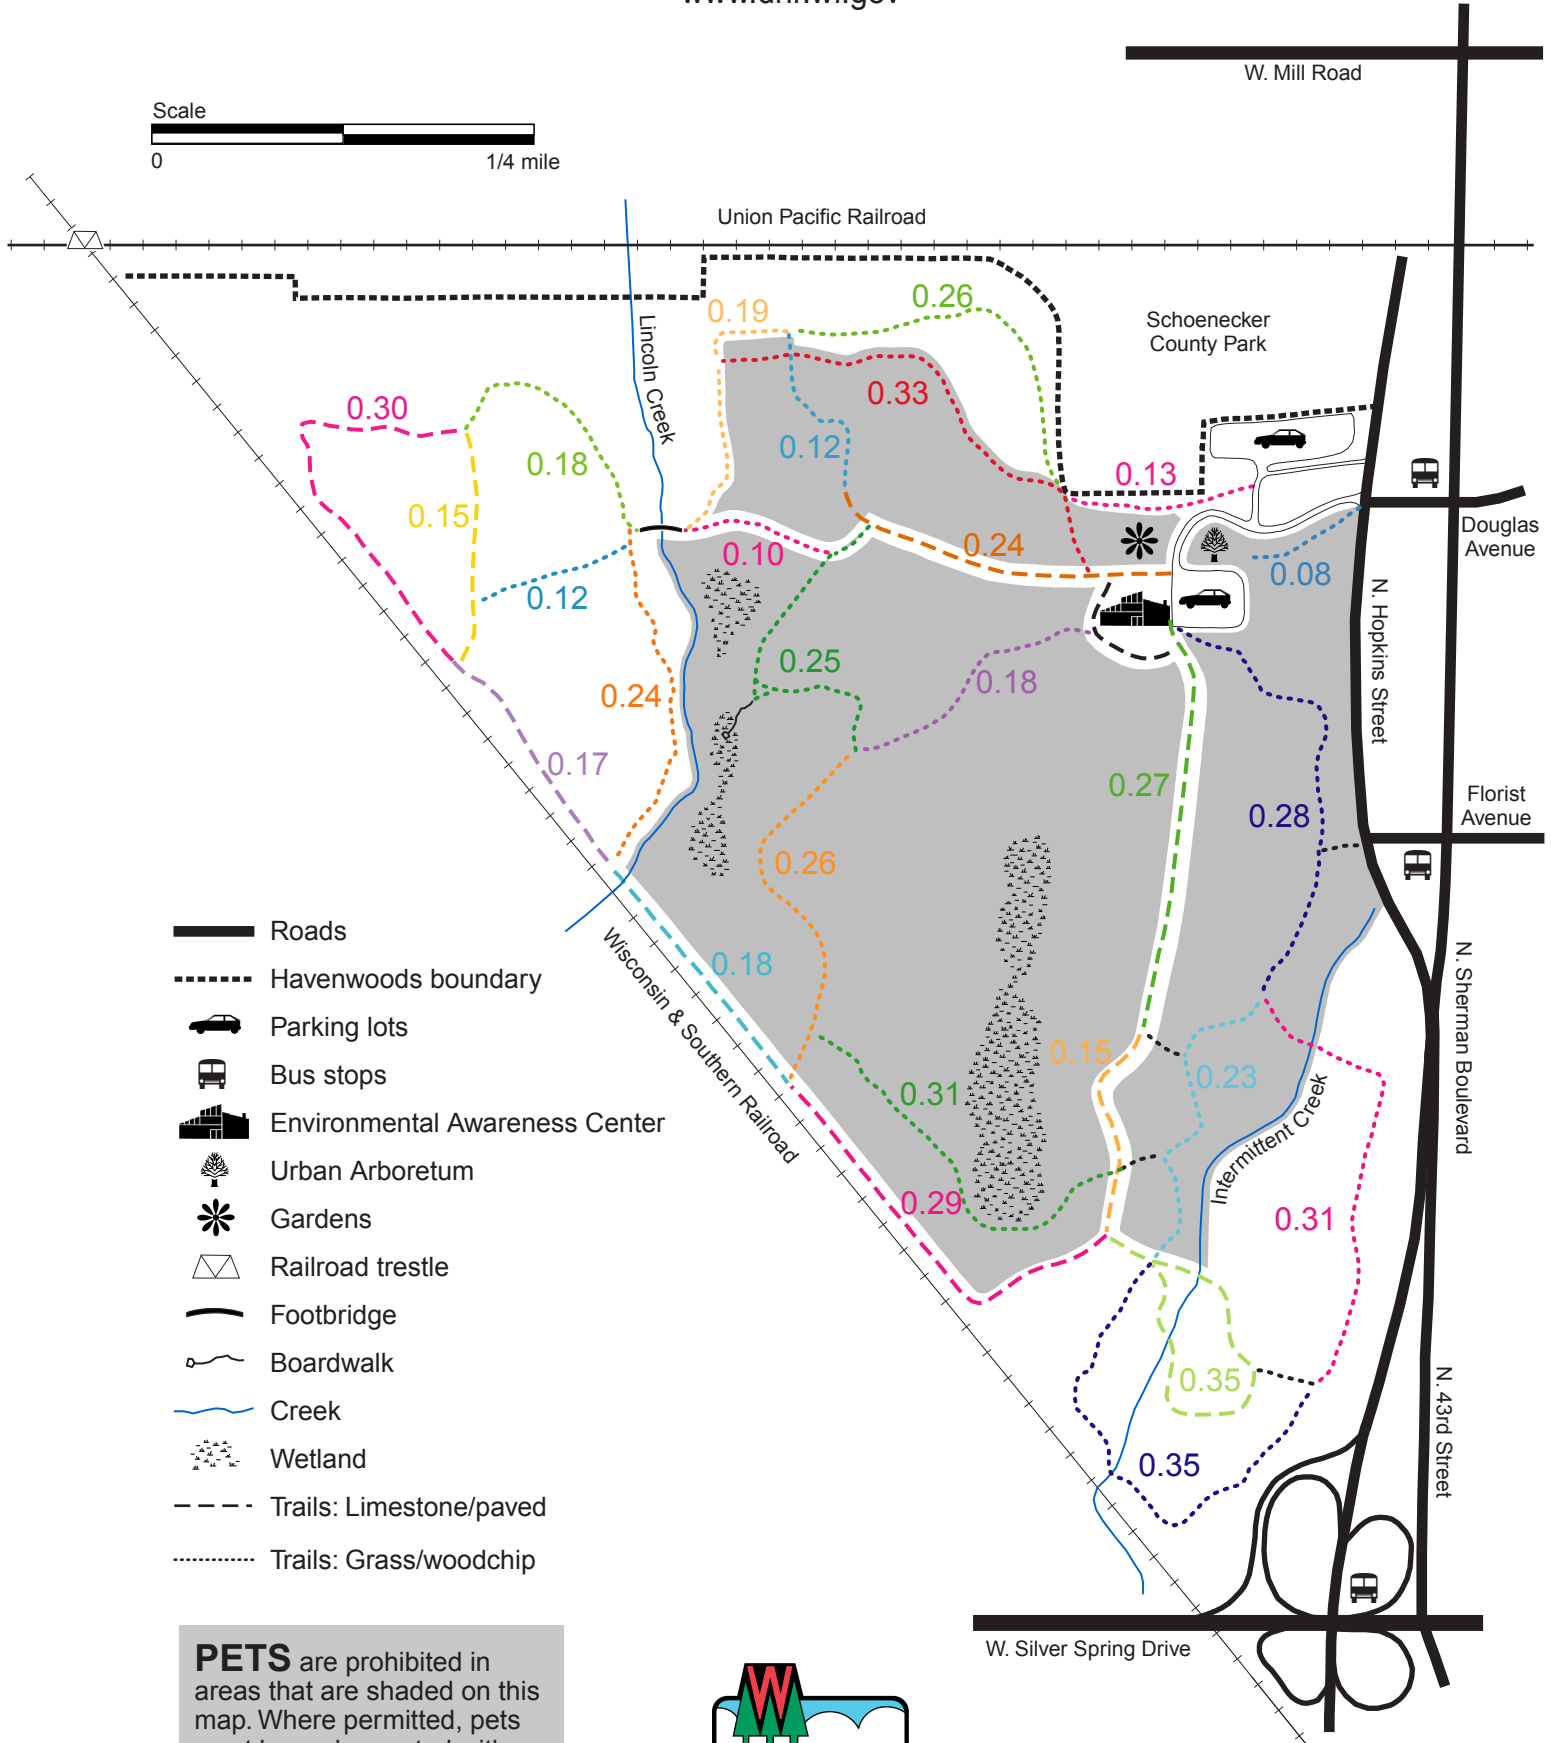 W. Mill Road
Scale
0 1/4 mile
Union Pacific Railroad
0.26
0.19
Schoenecker
County Park
Lincoln Creek
0.30
0.33
0.12
0.18
0.13
0.15
Douglas
Avenue
0.10
0.24
0.08
0.12
N. Hopkins Street
0.25
0.18
0.24
0.17
0.27
Florist
Avenue
0.28
0.26
Roads
Wisconsin & Southern Railroad
0.18
N. Sherman Boulevard
Havenwoods boundary
Parking lots
0.15
0.23
Bus stops
0.31
Intermittent Creek
Environmental Awareness Center
Urban Arboretum
0.29
0.31
Gardens
Railroad trestle
Footbridge
Boardwalk
0.35
N. 43rd Street
Creek
Wetland
0.35
Trails: Limestone/paved
Trails: Grass/woodchip
W. Silver Spring Drive
PETS are prohibited in
areas that are shaded on this
map. Where permitted, pets
W